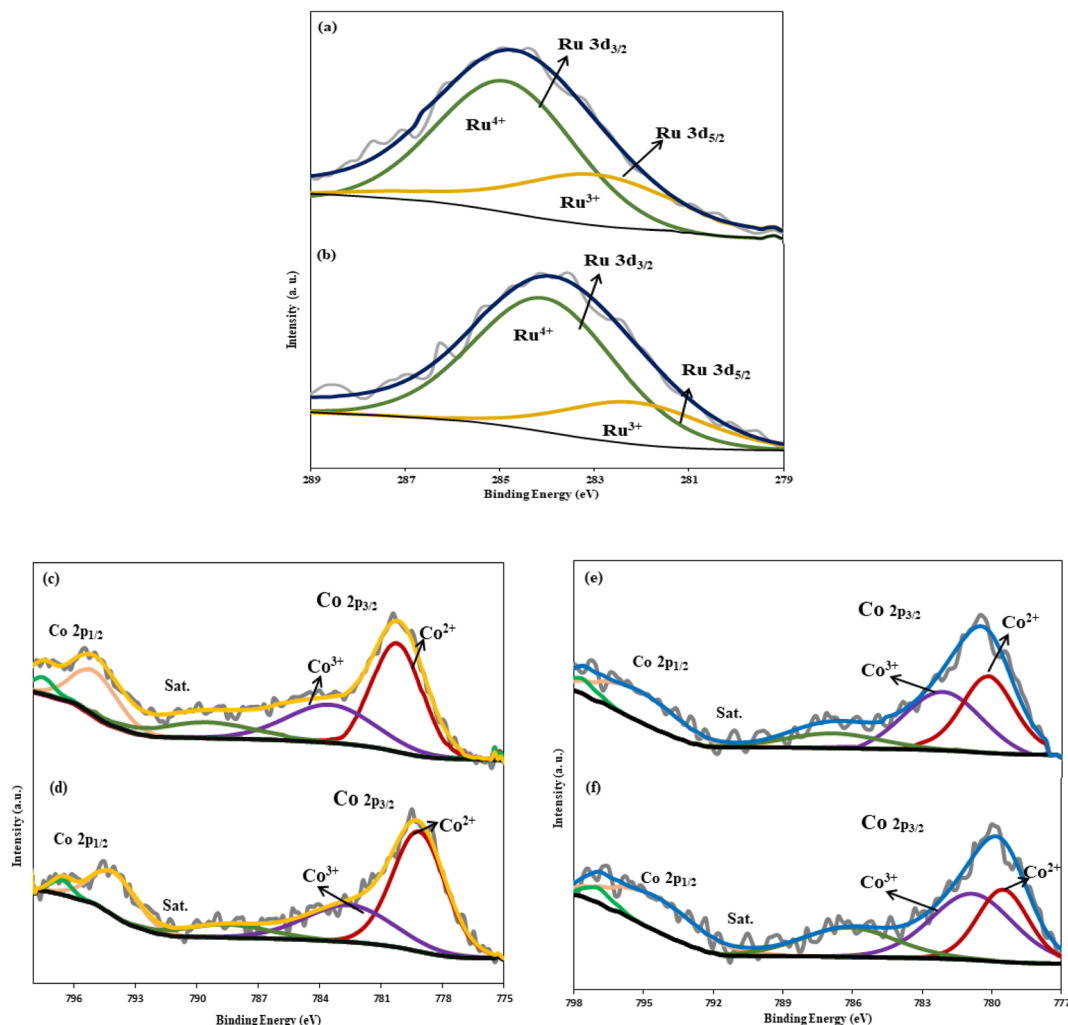 (a)
Ru 3d3/2
Ru4+
Ru 3d5/2
Ru3+
(b)
Ru 3d3/2
Ru4+
Ru 3d5/2
Ru3+
Intensity (a. u.)
289 287 285 283 281 279
Binding Energy (eV)
(c)
Co 2p3/2
Co2+
Co 2p1/2
Co3+
Sat.
(d)
Co 2p3/2
Co2+
Co 2p1/2
Co3+
Sat.
Intensity (a.u.)
796 793 790 787 784 781 778 775
Binding Energy (eV)
(e)
Co 2p3/2
Co2+
Co3+
Co 2p1/2
Sat.
(f)
Co 2p3/2
Co2+
Co3+
Co 2p1/2
Sat.
Intensity (a.u.)
798 795 792 789 786 783 780 777
Binding Energy (eV)